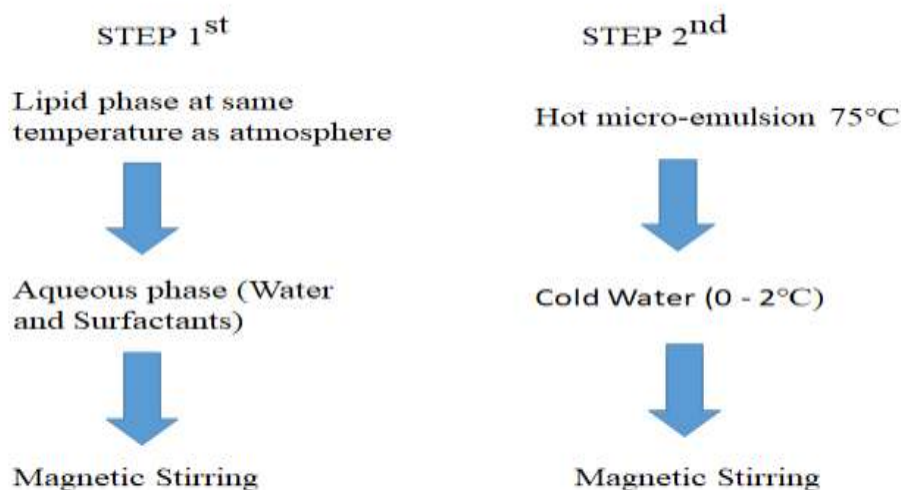 STEP 1st
Lipid phase at same
temperature as atmosphere
Aqueous phase (Water
and Surfactants)
Magnetic Stirring
STEP 2nd
Hot micro-emulsion 75°C
Cold Water (0 - 2°C)
Magnetic Stirring